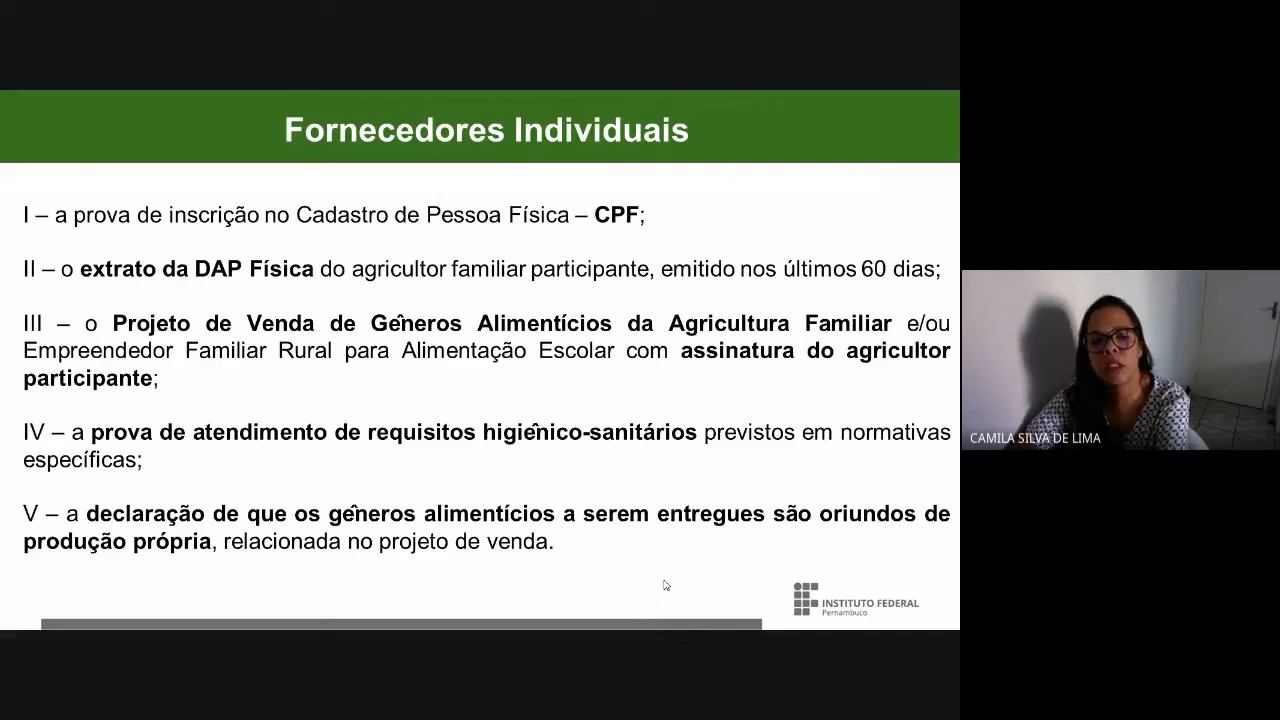 Fornecedores Individuais
I – a prova de inscrição no Cadastro de Pessoa Física – CPF;
II – o extrato da DAP Física do agricultor familiar participante, emitido nos últimos 60 dias;
III – o Projeto de Venda de Gêneros Alimentícios da Agricultura Familiar e/ou
Empreendedor Familiar Rural para Alimentação Escolar com assinatura do agricultor
participante;
IV – a prova de atendimento de requisitos higiênico-sanitários previstos em normativas
específicas;
V – a declaração de que os gêneros alimentícios a serem entregues são oriundos de
produção própria, relacionada no projeto de venda.
INSTITUTO FEDERAL
Pernambuco
CAMILA SILVA DE LIMA